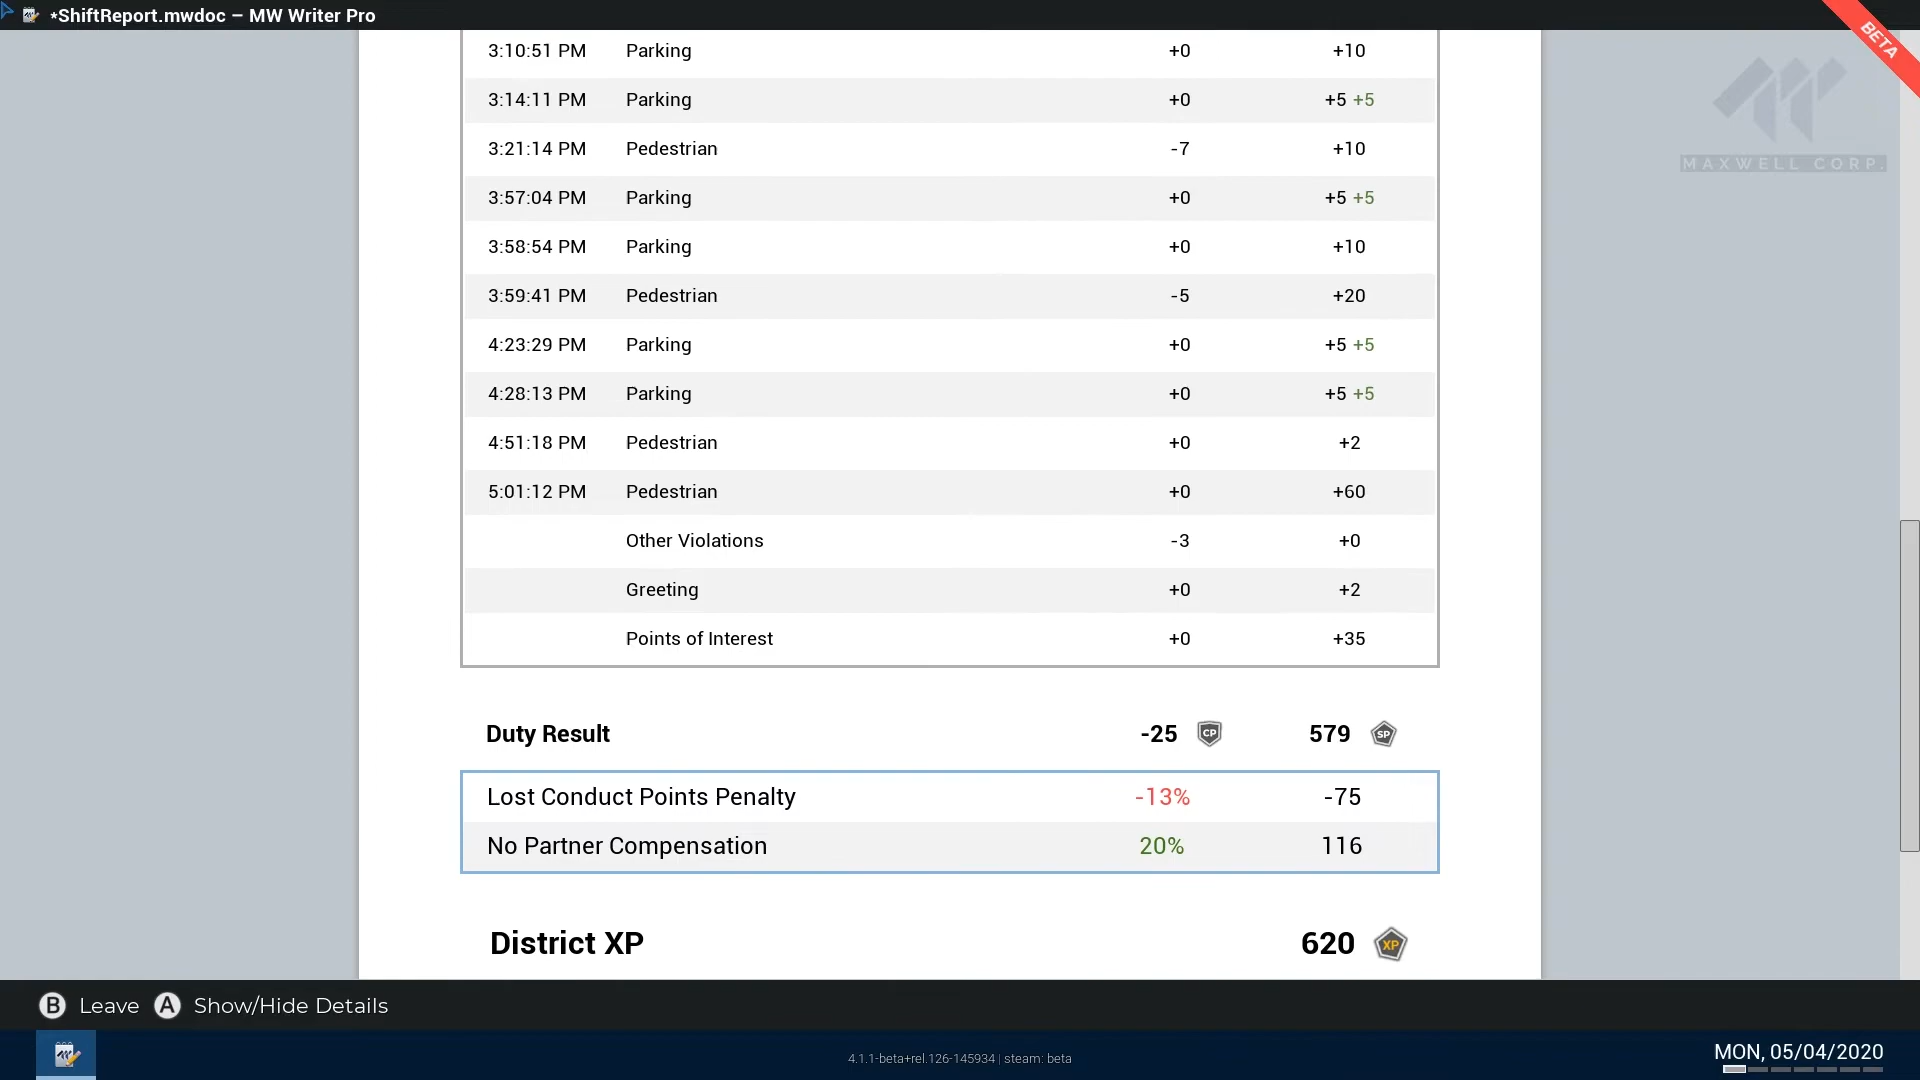 *ShiftReport.mwdoc – MW Writer Pro
BETA
MAXWELL CORP.
3:10:51 PM Parking +0 +10
3:14:11 PM Parking +0 +5 +5
3:21:14 PM Pedestrian -7 +10
3:57:04 PM Parking +0 +5 +5
3:58:54 PM Parking +0 +10
3:59:41 PM Pedestrian -5 +20
4:23:29 PM Parking +0 +5 +5
4:28:13 PM Parking +0 +5 +5
4:51:18 PM Pedestrian +0 +2
5:01:12 PM Pedestrian +0 +60
Other Violations -3 +0
Greeting +0 +2
Points of Interest +0 +35
Duty Result -25 CP 579 SP
Lost Conduct Points Penalty -13% -75
No Partner Compensation 20% 116
District XP 620 XP
B Leave A Show/Hide Details
4.1.1-beta+rel.126-145934 | steam: beta
MON, 05/04/2020